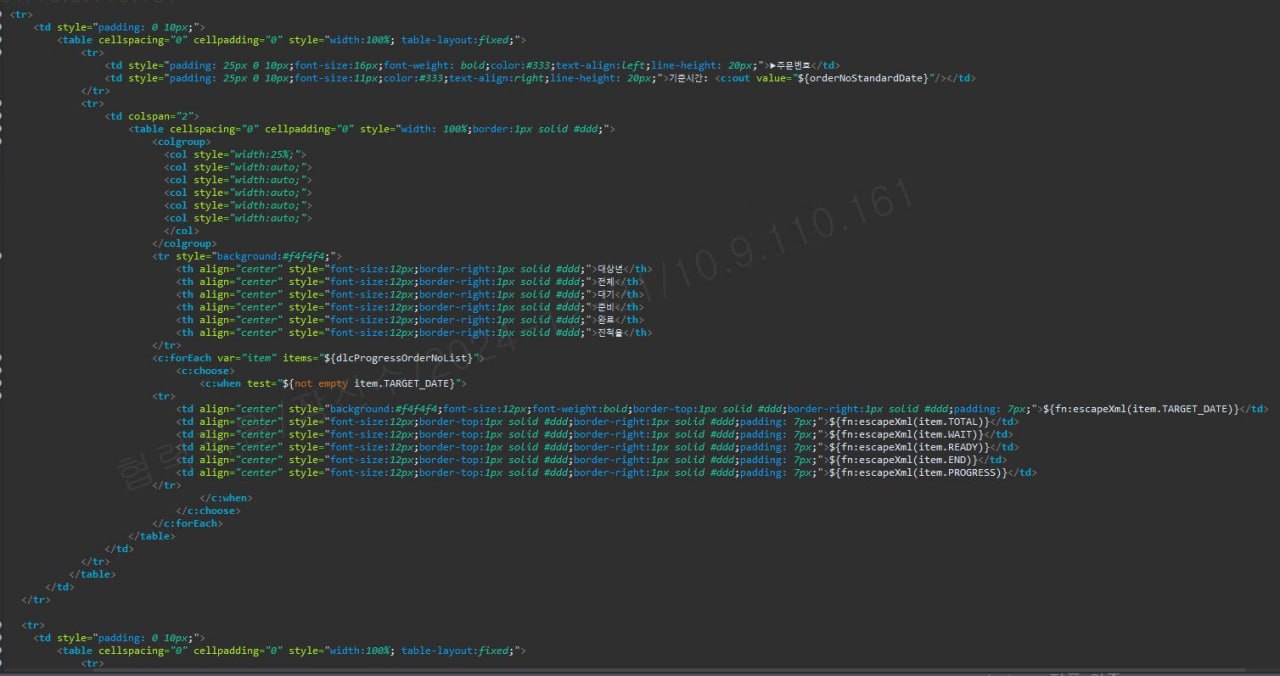 <tr>
<td style="padding: 0 10px;">
<table cellspacing="0" cellpadding="0" style="width:100%; table-layout:fixed;">
<tr>
<td style="padding: 25px 0 10px;font-size:16px;font-weight: bold;color:#333;text-align:left;line-height: 20px;">▶주문번호</td>
<td style="padding: 25px 0 10px;font-size:11px;color:#333;text-align:right;line-height: 20px;">기준시간: <c:out value="${orderNoStandardDate}"/></td>
</tr>
<tr>
<td colspan="2">
<table cellspacing="0" cellpadding="0" style="width: 100%;border:1px solid #ddd;">
<colgroup>
<col style="width:25%;">
<col style="width:auto;">
<col style="width:auto;">
<col style="width:auto;">
<col style="width:auto;">
<col style="width:auto;">
</col>
</colgroup>
<tr style="background:#f4f4f4;">
<th align="center" style="font-size:12px;border-right:1px solid #ddd;">대상년</th>
<th align="center" style="font-size:12px;border-right:1px solid #ddd;">전체</th>
<th align="center" style="font-size:12px;border-right:1px solid #ddd;">대기</th>
<th align="center" style="font-size:12px;border-right:1px solid #ddd;">준비</th>
<th align="center" style="font-size:12px;border-right:1px solid #ddd;">완료</th>
<th align="center" style="font-size:12px;border-right:1px solid #ddd;">진척율</th>
</tr>
<c:forEach var="item" items="${dlcProgressOrderNoList}">
<c:choose>
<c:when test="${not empty item.TARGET_DATE}">
<tr>
<td align="center" style="background:#f4f4f4;font-size:12px;font-weight:bold;border-top:1px solid #ddd;border-right:1px solid #ddd;padding: 7px;">${fn:escapeXml(item.TARGET_DATE)}</td>
<td align="center" style="font-size:12px;border-top:1px solid #ddd;border-right:1px solid #ddd;padding: 7px;">${fn:escapeXml(item.TOTAL)}</td>
<td align="center" style="font-size:12px;border-top:1px solid #ddd;border-right:1px solid #ddd;padding: 7px;">${fn:escapeXml(item.WAIT)}</td>
<td align="center" style="font-size:12px;border-top:1px solid #ddd;border-right:1px solid #ddd;padding: 7px;">${fn:escapeXml(item.READY)}</td>
<td align="center" style="font-size:12px;border-top:1px solid #ddd;border-right:1px solid #ddd;padding: 7px;">${fn:escapeXml(item.END)}</td>
<td align="center" style="font-size:12px;border-top:1px solid #ddd;border-right:1px solid #ddd;padding: 7px;">${fn:escapeXml(item.PROGRESS)}</td>
</tr>
</c:when>
</c:choose>
</c:forEach>
</table>
</td>
</tr>
</table>
</td>
</tr>
<tr>
<td style="padding: 0 10px;">
<table cellspacing="0" cellpadding="0" style="width:100%; table-layout:fixed;">
<tr>
/10.9.110.161